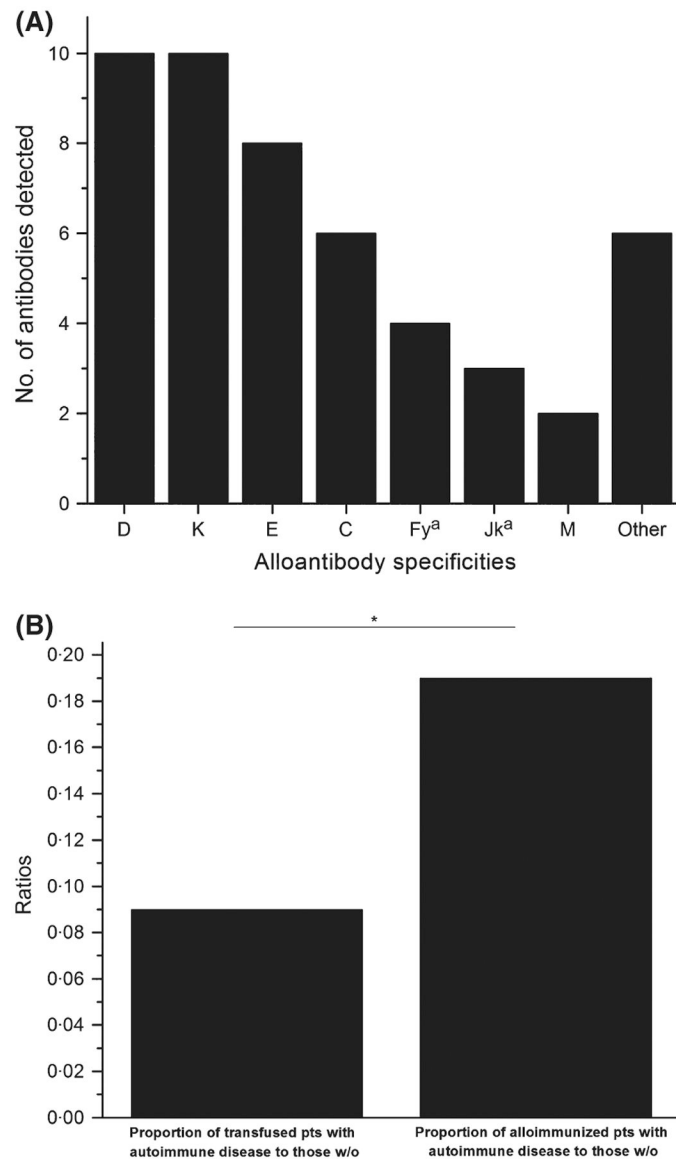 (A)
10
8
6
4
2
0
No. of antibodies detected
D K E C Fyª Jkª M Other
Alloantibody specificities
(B)
*
0·20
0·18
0·16
0·14
0·12
0·10
0·08
0·06
0·04
0·02
0·00
Ratios
Proportion of transfused pts with
autoimmune disease to those w/o
Proportion of alloimmunized pts with
autoimmune disease to those w/o